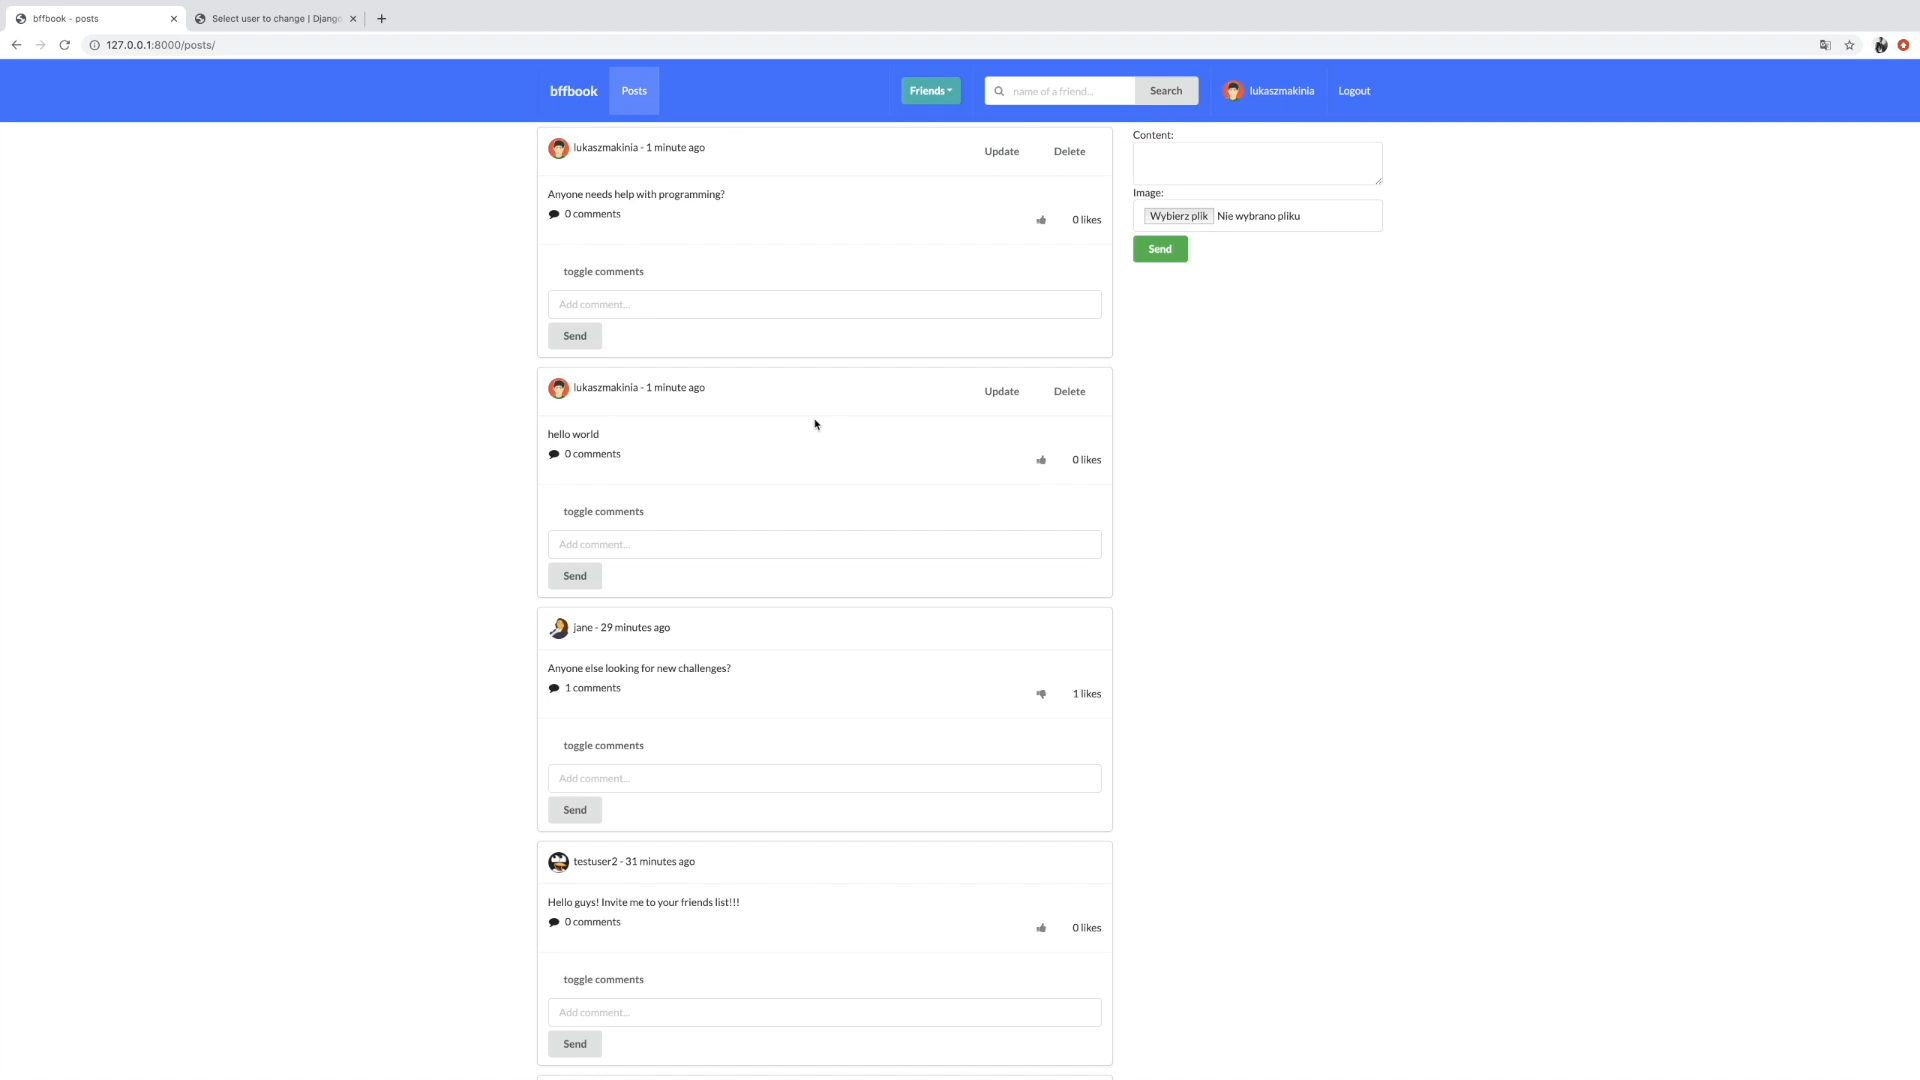 bffbook - posts
Select user to change | Django
127.0.0.1:8000/posts/
bffbook
Posts
Friends
name of a friend...
Search
lukaszmakinia
Logout
lukaszmakinia - 1 minute ago
Update
Delete
Anyone needs help with programming?
0 comments
0 likes
toggle comments
Add comment...
Send
lukaszmakinia - 1 minute ago
Update
Delete
hello world
0 comments
0 likes
toggle comments
Add comment...
Send
jane - 29 minutes ago
Anyone else looking for new challenges?
1 comments
1 likes
toggle comments
Add comment...
Send
testuser2 - 31 minutes ago
Hello guys! Invite me to your friends list!!!
0 comments
0 likes
toggle comments
Add comment...
Send
Content:
Image:
Wybierz plik Nie wybrano pliku
Send